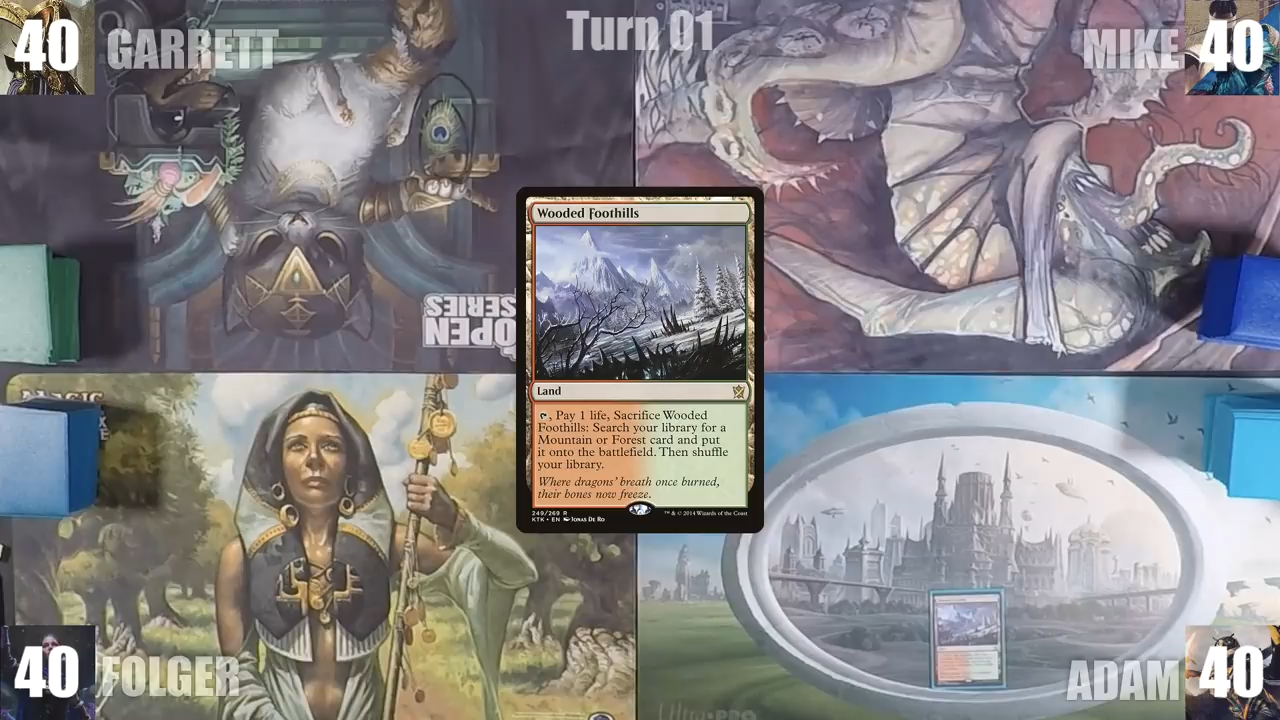 40 GARRETT
Turn 01
MIKE 40
OPEN
SERIES
MAGIC
Wooded Foothills
Land
, Pay 1 life, Sacrifice Wooded
Foothills: Search your library for a
Mountain or Forest card and put
it onto the battlefield. Then shuffle
your library.
Where dragons' breath once burned,
their bones now freeze.
249/269 R
KTK • EN Jonas De Ro
™ & © 2014 Wizards of the Coast
40 FOLGER
ADAM 40